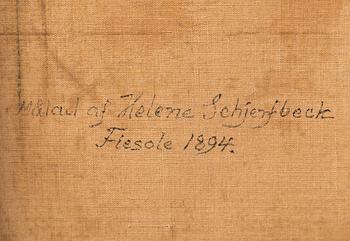 Målad af Helene Schjerfbeck
Fiesole 1894.